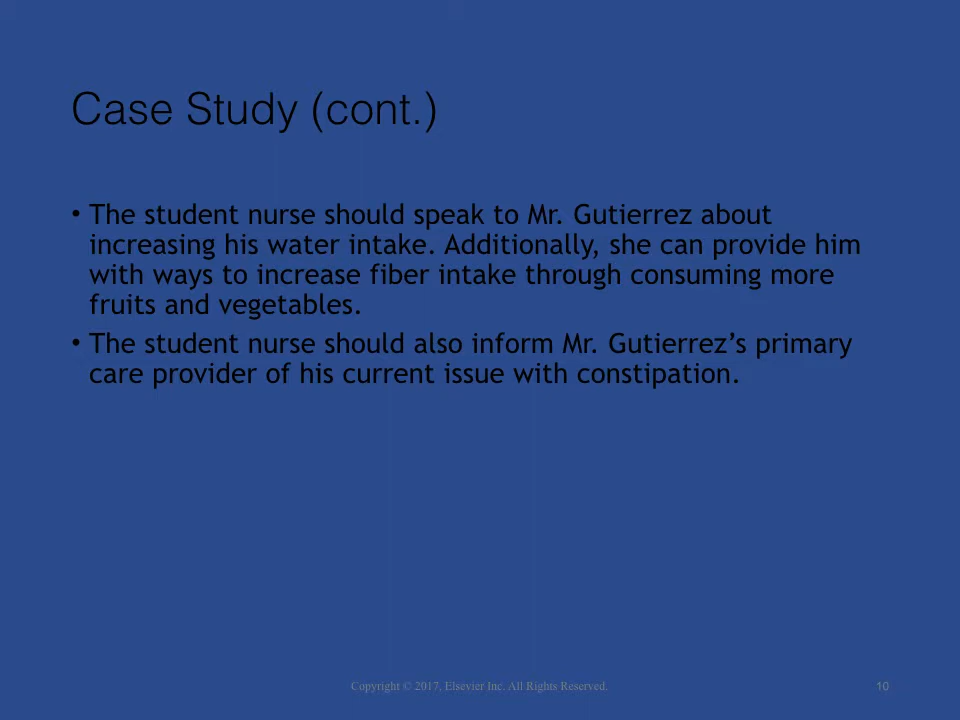 Case Study (cont.)
• The student nurse should speak to Mr. Gutierrez about
increasing his water intake. Additionally, she can provide him
with ways to increase fiber intake through consuming more
fruits and vegetables.
• The student nurse should also inform Mr. Gutierrez’s primary
care provider of his current issue with constipation.
Copyright © 2017, Elsevier Inc. All Rights Reserved.
10